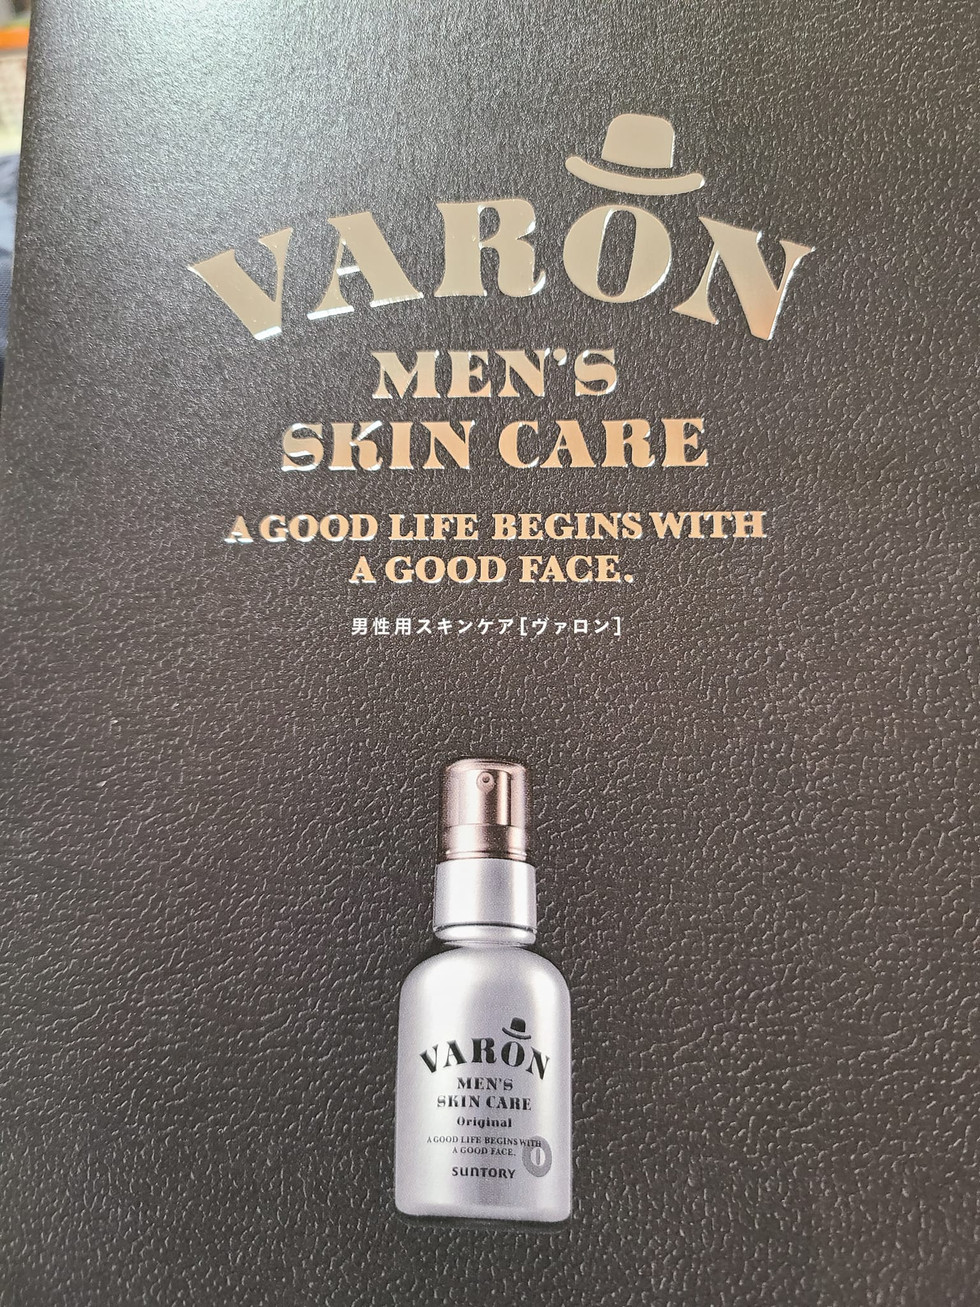 VARON
MEN'S
SKIN CARE
A GOOD LIFE BEGINS WITH
A GOOD FACE.
男性用スキンケア[ヴァロン]
VARON
MEN'S
SKIN CARE
Original
A GOOD LIFE BEGINS WITH
A GOOD FACE.
O
SUNTORY